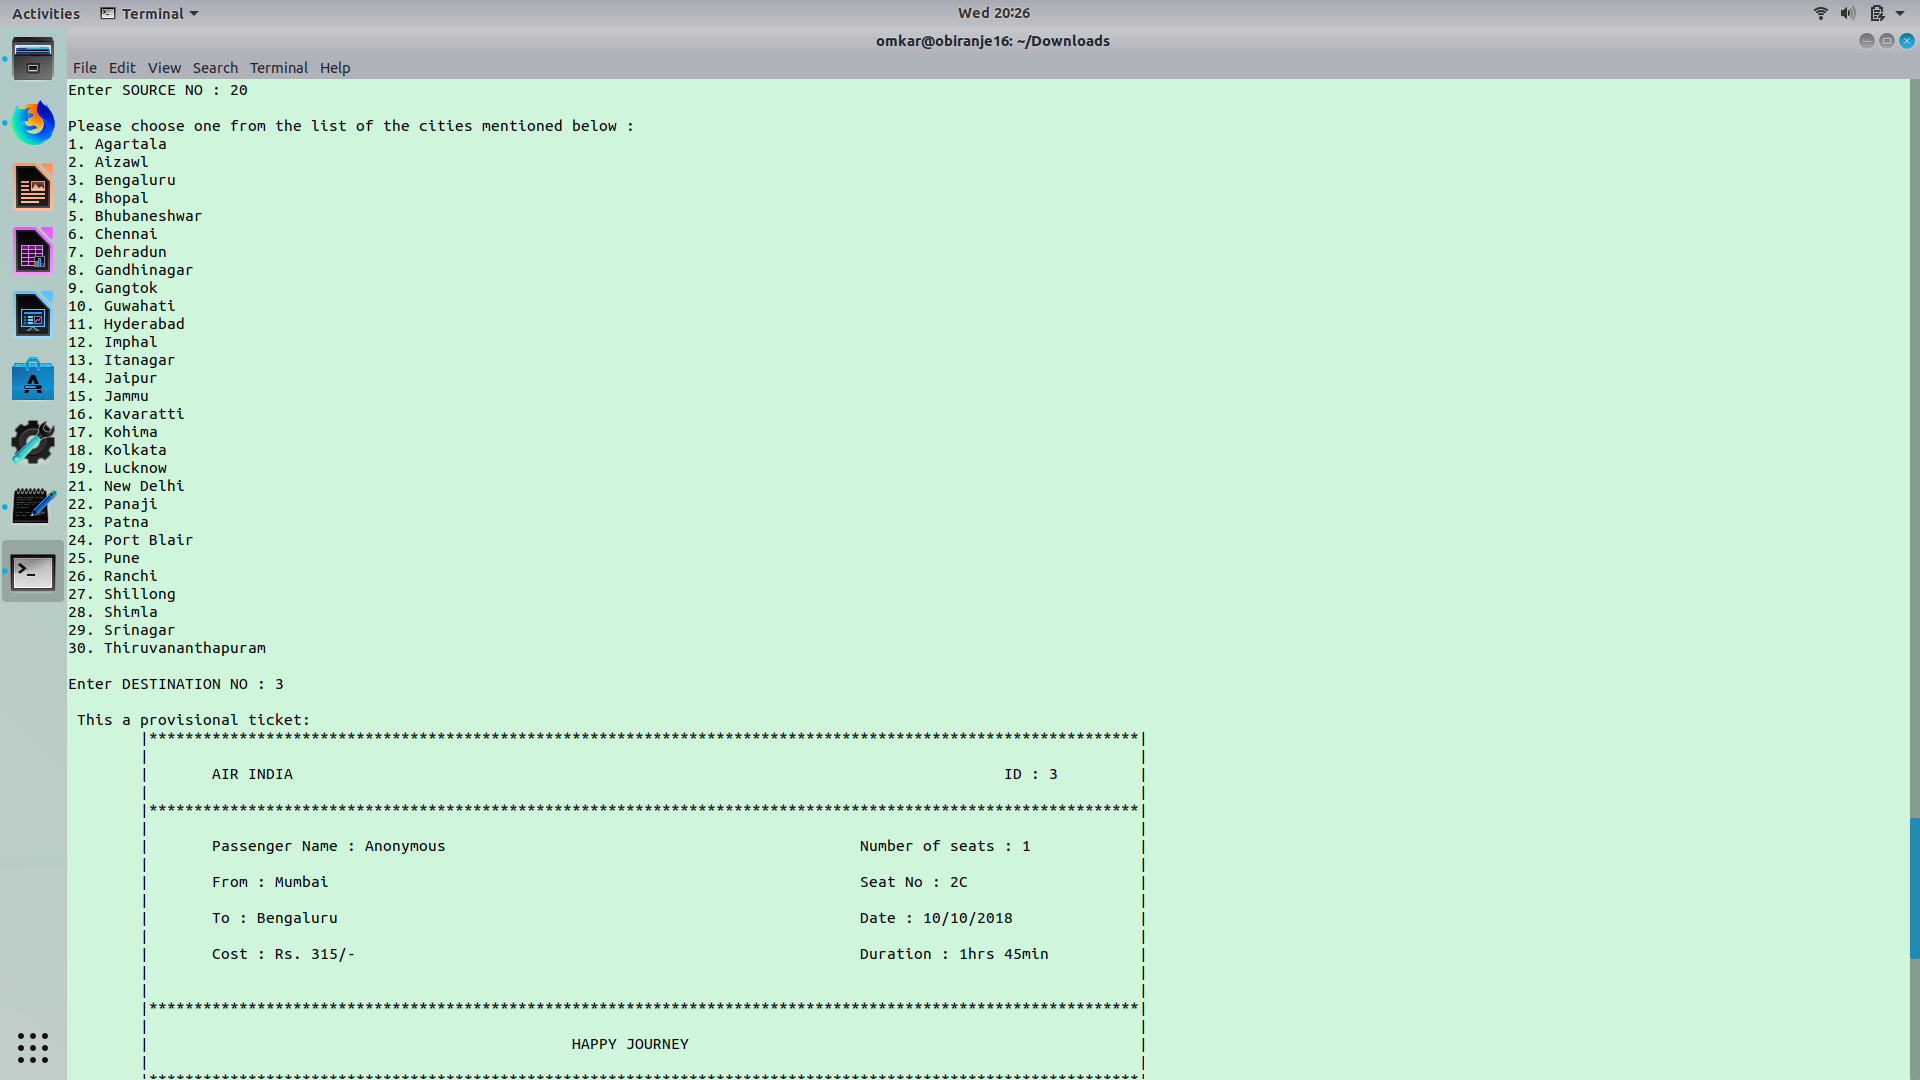 Activities Terminal Wed 20:26
omkar@obiranje16: ~/Downloads
File Edit View Search Terminal Help
Enter SOURCE NO : 20
Please choose one from the list of the cities mentioned below :
1. Agartala
2. Aizawl
3. Bengaluru
4. Bhopal
5. Bhubaneshwar
6. Chennai
7. Dehradun
8. Gandhinagar
9. Gangtok
10. Guwahati
11. Hyderabad
12. Imphal
13. Itanagar
14. Jaipur
15. Jammu
16. Kavaratti
17. Kohima
18. Kolkata
19. Lucknow
21. New Delhi
22. Panaji
23. Patna
24. Port Blair
25. Pune
26. Ranchi
27. Shillong
28. Shimla
29. Srinagar
30. Thiruvananthapuram
Enter DESTINATION NO : 3
This a provisional ticket:
|**************************************************************************************************************|
| |
| AIR INDIA ID : 3 |
| |
|**************************************************************************************************************|
| |
| Passenger Name : Anonymous Number of seats : 1 |
| |
| From : Mumbai Seat No : 2C |
| |
| To : Bengaluru Date : 10/10/2018 |
| |
| Cost : Rs. 315/- Duration : 1hrs 45min |
| |
| |
|**************************************************************************************************************|
| |
| HAPPY JOURNEY |
| |
|**************************************************************************************************************|